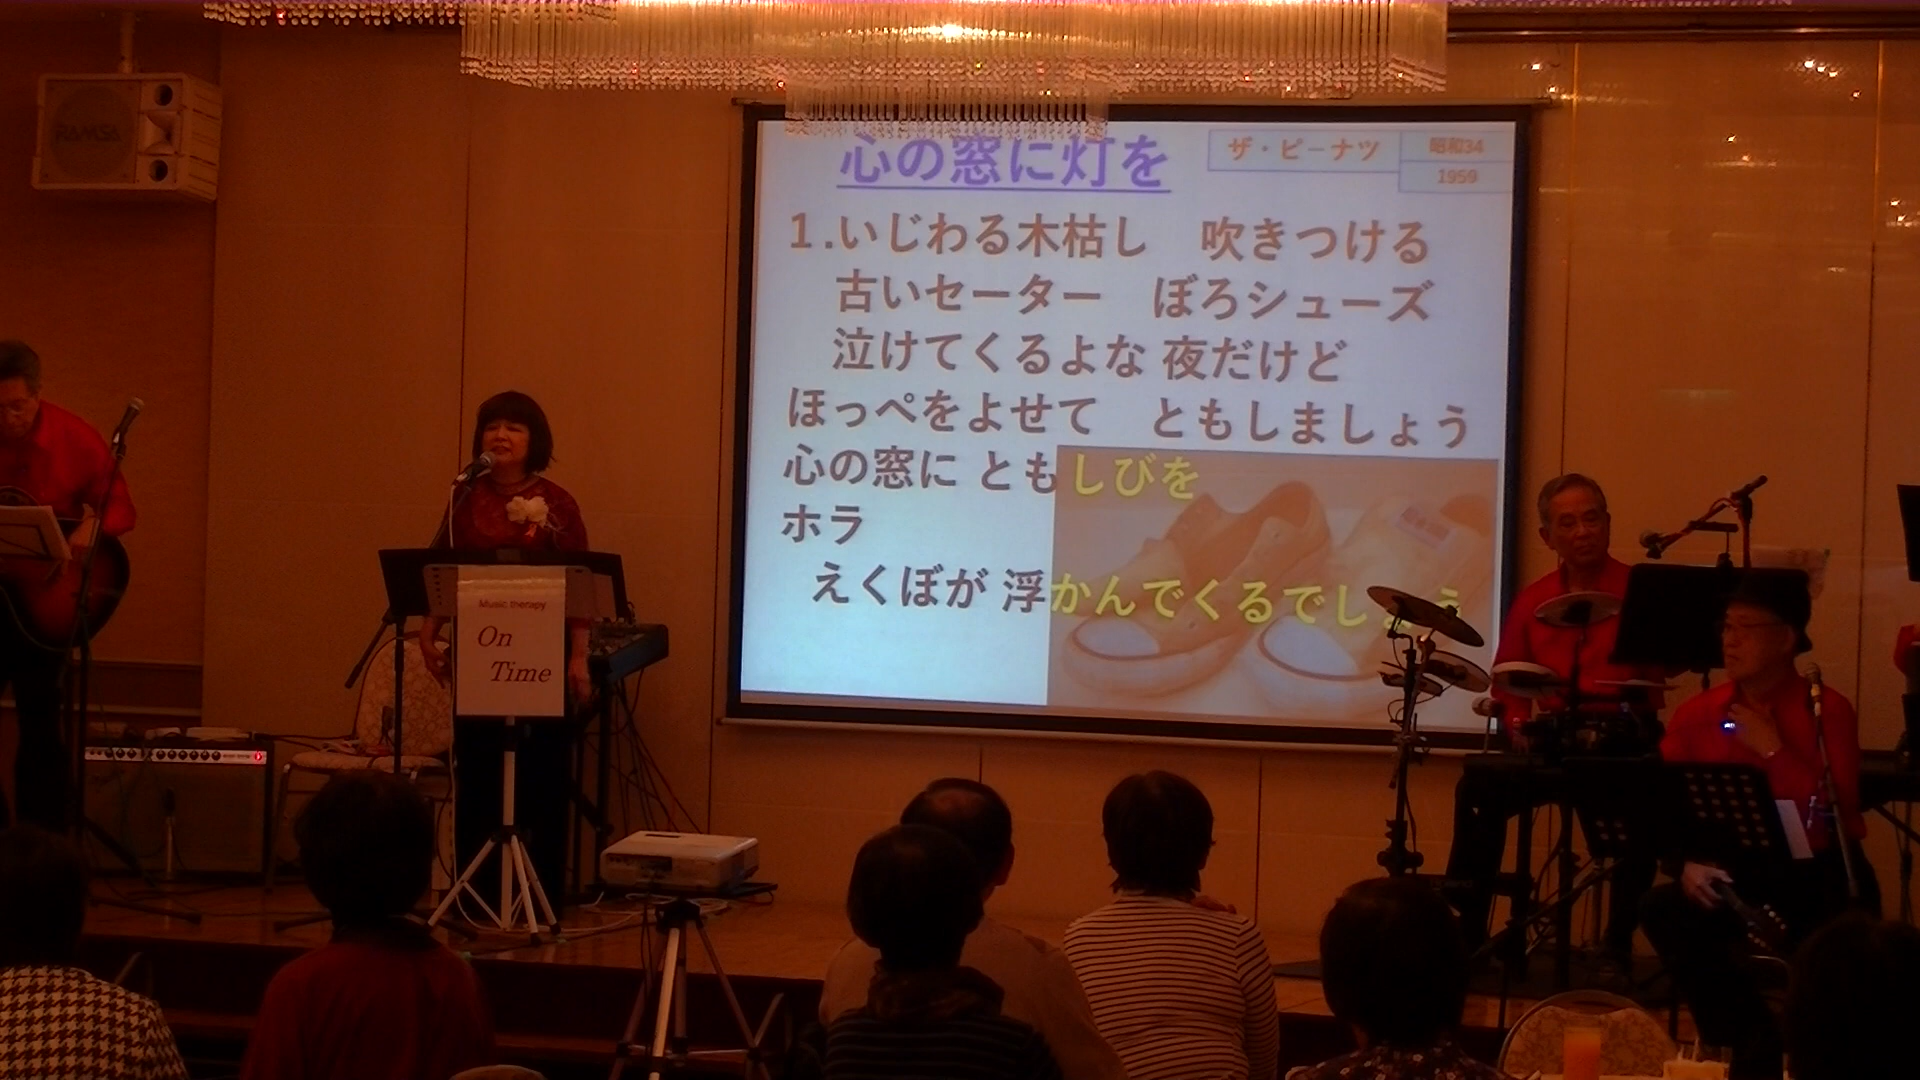 RAMSA
心の窓に灯を
ザ・ピーナツ
昭和34
1959
1.いじわる木枯し　吹きつける
古いセーター　ぼろシューズ
泣けてくるよな 夜だけど
ほっぺをよせて　ともしましょう
心の窓に ともしびを
ホラ
えくぼが 浮かんでくるでしょう
Music therapy
On
Time